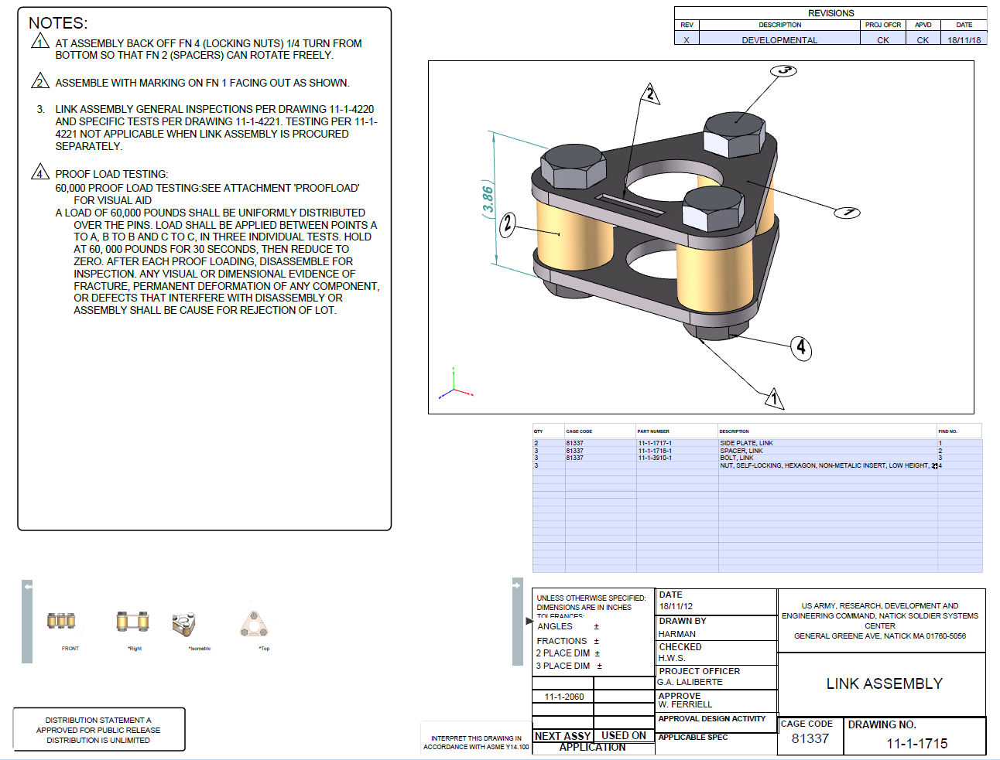 NOTES:
1 AT ASSEMBLY BACK OFF FN 4 (LOCKING NUTS) 1/4 TURN FROM
BOTTOM SO THAT FN 2 (SPACERS) CAN ROTATE FREELY.
2 ASSEMBLE WITH MARKING ON FN 1 FACING OUT AS SHOWN.
3. LINK ASSEMBLY GENERAL INSPECTIONS PER DRAWING 11-1-4220
AND SPECIFIC TESTS PER DRAWING 11-1-4221. TESTING PER 11-1-
4221 NOT APPLICABLE WHEN LINK ASSEMBLY IS PROCURED
SEPARATELY.
4 PROOF LOAD TESTING:
60,000 PROOF LOAD TESTING:SEE ATTACHMENT 'PROOFLOAD'
FOR VISUAL AID
A LOAD OF 60,000 POUNDS SHALL BE UNIFORMLY DISTRIBUTED
OVER THE PINS. LOAD SHALL BE APPLIED BETWEEN POINTS A
TO A, B TO B AND C TO C, IN THREE INDIVIDUAL TESTS. HOLD
AT 60, 000 POUNDS FOR 30 SECONDS, THEN REDUCE TO
ZERO. AFTER EACH PROOF LOADING, DISASSEMBLE FOR
INSPECTION. ANY VISUAL OR DIMENSIONAL EVIDENCE OF
FRACTURE, PERMANENT DEFORMATION OF ANY COMPONENT,
OR DEFECTS THAT INTERFERE WITH DISASSEMBLY OR
ASSEMBLY SHALL BE CAUSE FOR REJECTION OF LOT.
REVISIONS
REV DESCRIPTION PROJ OFCR APVD DATE
X DEVELOPMENTAL CK CK 18/11/18
3
2
(3.86)
2
1
4
1
QTY CAGE CODE PART NUMBER DESCRIPTION FIND NO.
2 81337 11-1-1717-1 SIDE PLATE, LINK 1
3 81337 11-1-1718-1 SPACER, LINK 2
3 81337 11-1-3910-1 BOLT, LINK 3
3 NUT, SELF-LOCKING, HEXAGON, NON-METALIC INSERT, LOW HEIGHT, 4
FRONT *Right *Isometric *Top
UNLESS OTHERWISE SPECIFIED:
DIMENSIONS ARE IN INCHES
TOLERANCES:
ANGLES ±
FRACTIONS ±
2 PLACE DIM ±
3 PLACE DIM ±
11-1-2060
NEXT ASSY USED ON
APPLICATION
DATE
18/11/12
DRAWN BY
HARMAN
CHECKED
H.W.S.
PROJECT OFFICER
G.A. LALIBERTE
APPROVE
W. FERRIELL
APPROVAL DESIGN ACTIVITY
APPLICABLE SPEC
US ARMY, RESEARCH, DEVELOPMENT AND
ENGINEERING COMMAND, NATICK SOLDIER SYSTEMS
CENTER
GENERAL GREENE AVE, NATICK MA 01760-5056
LINK ASSEMBLY
CAGE CODE
81337
DRAWING NO.
11-1-1715
DISTRIBUTION STATEMENT A
APPROVED FOR PUBLIC RELEASE
DISTRIBUTION IS UNLIMITED
INTERPRET THIS DRAWING IN
ACCORDANCE WITH ASME Y14.100